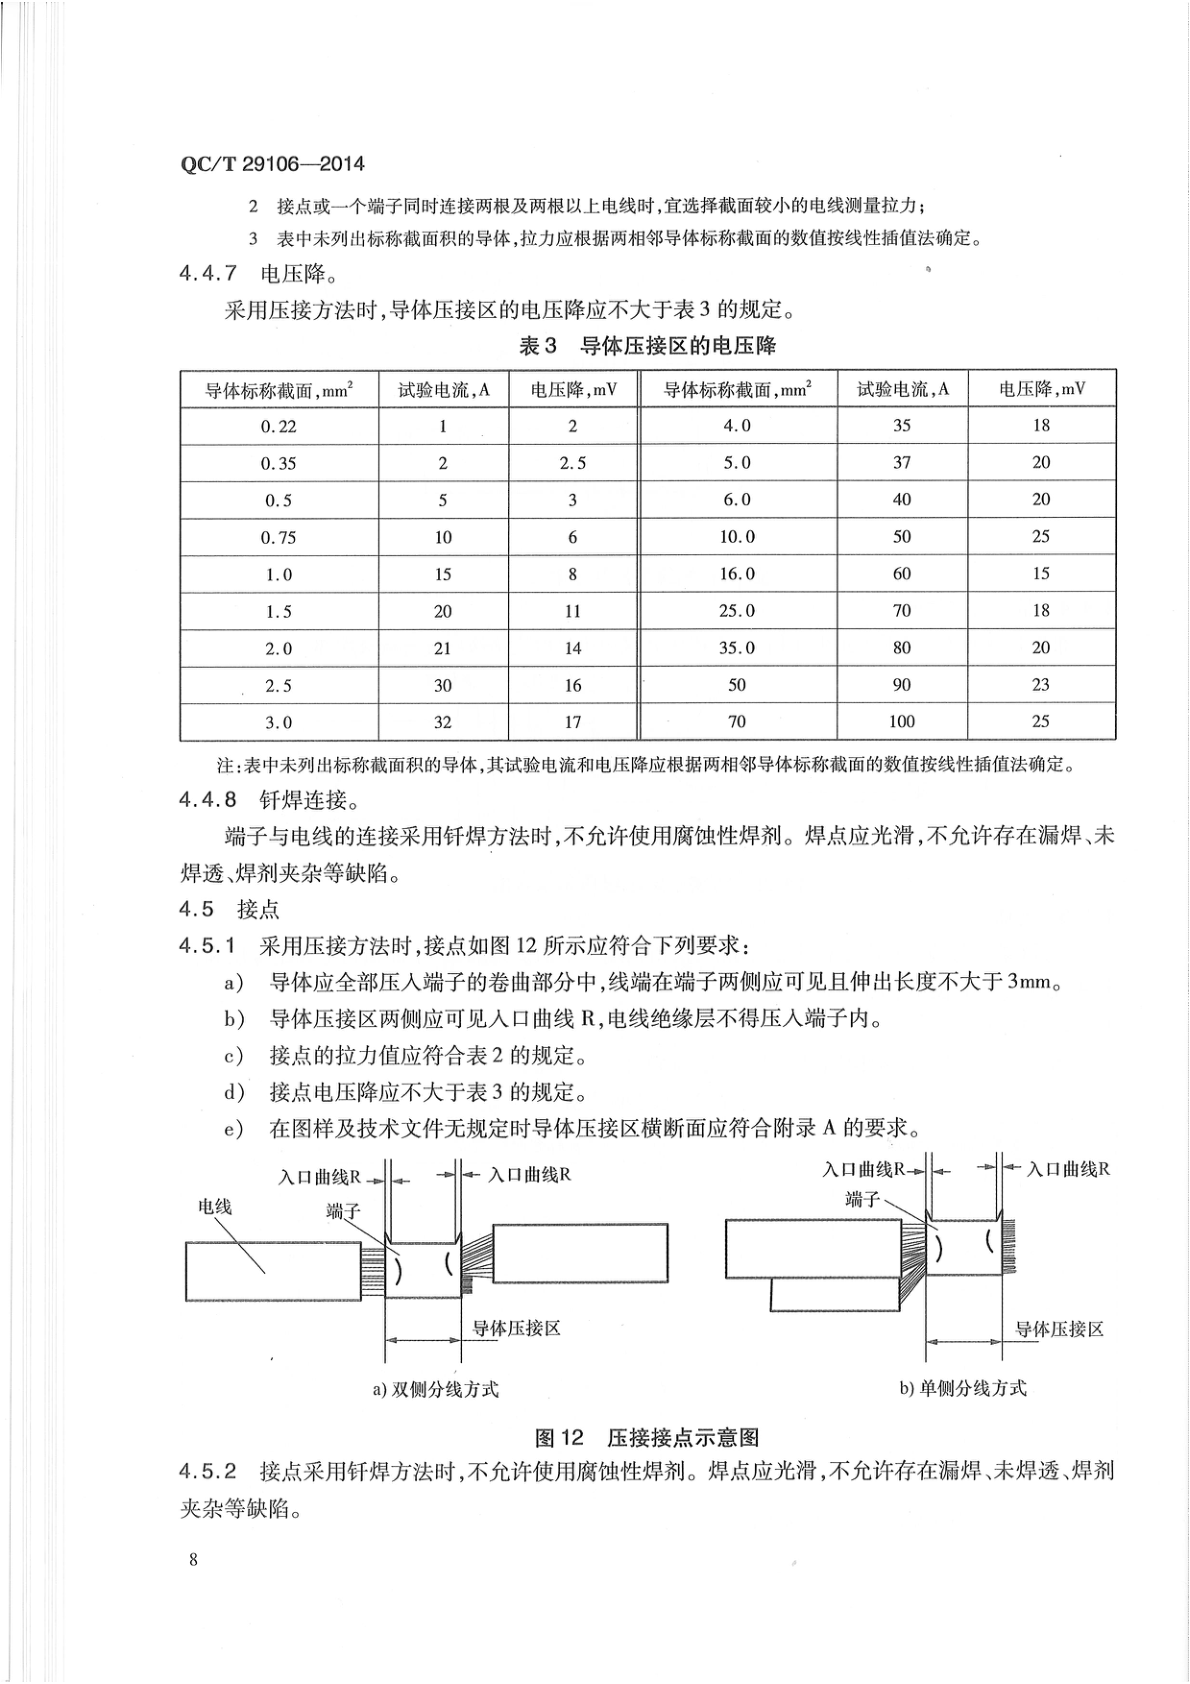 QC/T 29106—2014
2 接点或一个端子同时连接两根及两根以上电线时,宜选择截面较小的电线测量拉力;
3 表中未列出标称截面积的导体,拉力应根据两相邻导体标称截面的数值按线性插值法确定。
4.4.7 电压降。
采用压接方法时,导体压接区的电压降应不大于表 3 的规定。
表 3 导体压接区的电压降
导体标称截面,mm² 试验电流,A 电压降,mV 导体标称截面,mm² 试验电流,A 电压降,mV
0.22 1 2 4.0 35 18
0.35 2 2.5 5.0 37 20
0.5 5 3 6.0 40 20
0.75 10 6 10.0 50 25
1.0 15 8 16.0 60 15
1.5 20 11 25.0 70 18
2.0 21 14 35.0 80 20
2.5 30 16 50 90 23
3.0 32 17 70 100 25
注:表中未列出标称截面积的导体,其试验电流和电压降应根据两相邻导体标称截面的数值按线性插值法确定。
4.4.8 钎焊连接。
端子与电线的连接采用钎焊方法时,不允许使用腐蚀性焊剂。焊点应光滑,不允许存在漏焊、未
焊透、焊剂夹杂等缺陷。
4.5 接点
4.5.1 采用压接方法时,接点如图 12 所示应符合下列要求:
a) 导体应全部压入端子的卷曲部分中,线端在端子两侧应可见且伸出长度不大于 3mm。
b) 导体压接区两侧应可见入口曲线 R,电线绝缘层不得压入端子内。
c) 接点的拉力值应符合表 2 的规定。
d) 接点电压降应不大于表 3 的规定。
e) 在图样及技术文件无规定时导体压接区横断面应符合附录 A 的要求。
入口曲线R 入口曲线R 入口曲线R 入口曲线R
电线 端子 端子
导体压接区 导体压接区
a) 双侧分线方式 b) 单侧分线方式
图 12 压接接点示意图
4.5.2 接点采用钎焊方法时,不允许使用腐蚀性焊剂。焊点应光滑,不允许存在漏焊、未焊透、焊剂
夹杂等缺陷。
8